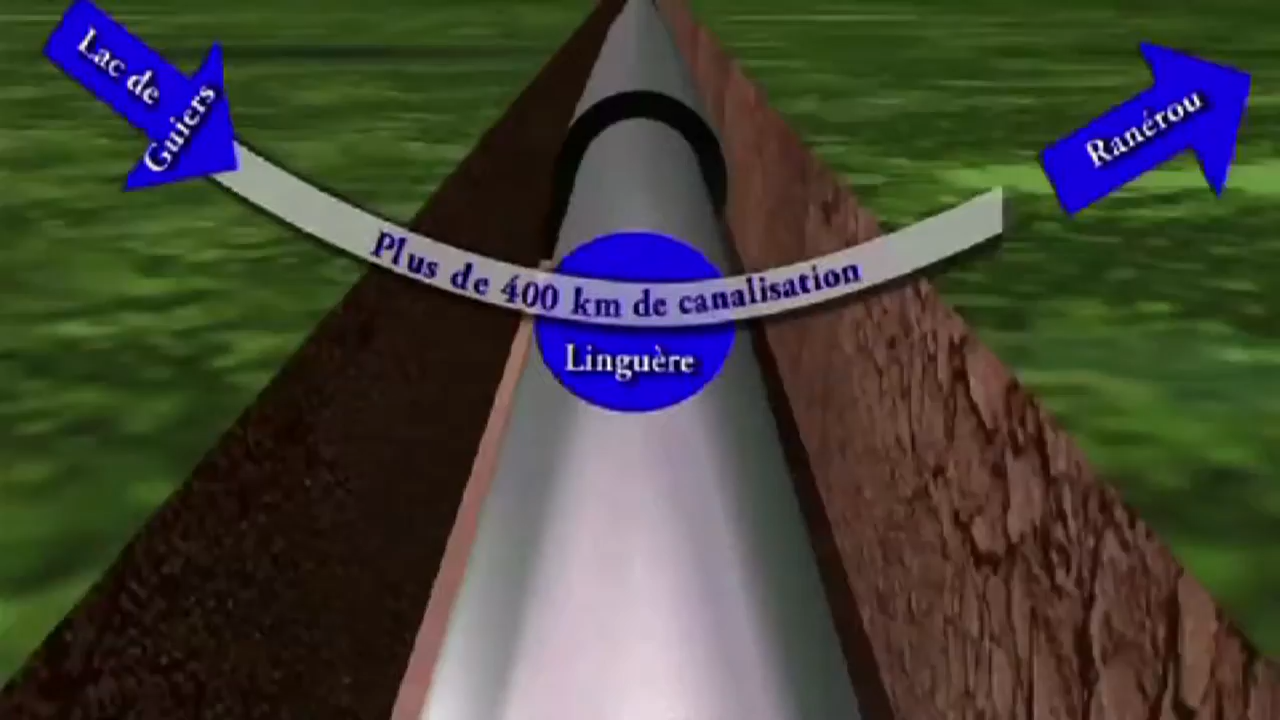 Lac de
Guiers
Ranérou
Plus de 400 km de canalisation
Linguère